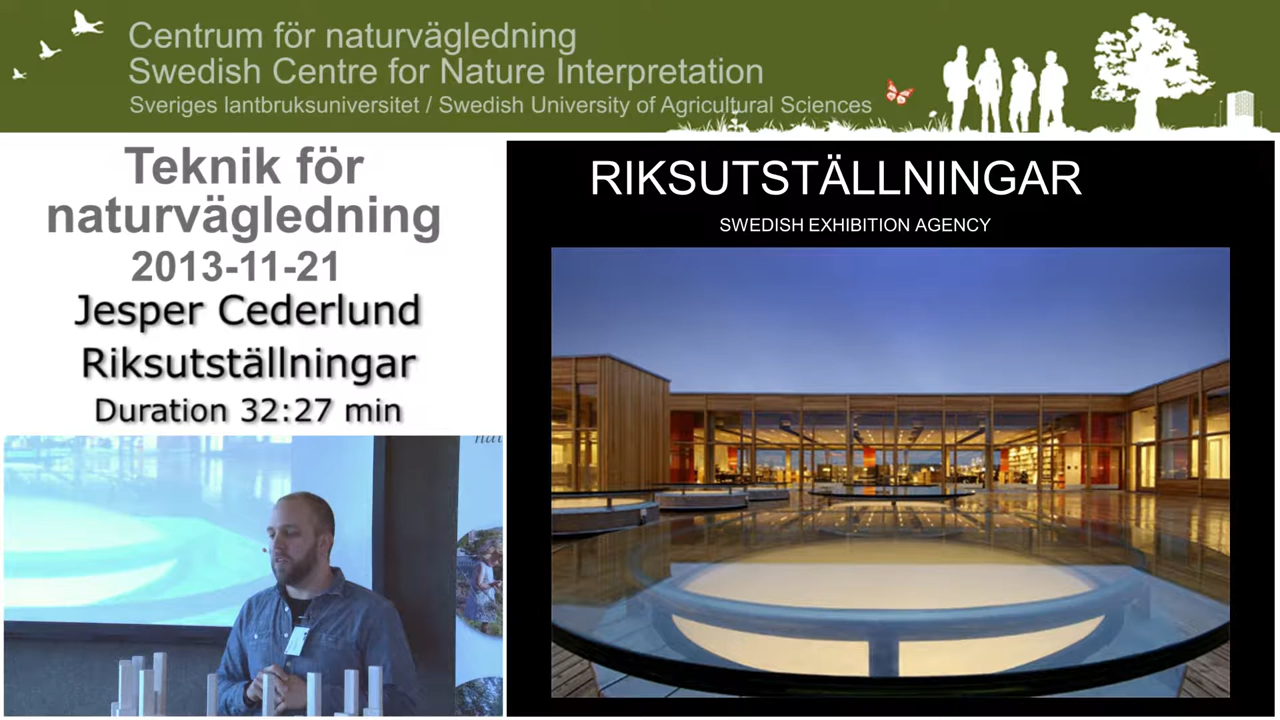 Centrum för naturvägledning
Swedish Centre for Nature Interpretation
Sveriges lantbruksuniversitet / Swedish University of Agricultural Sciences
Teknik för
naturvägledning
2013-11-21
Jesper Cederlund
Riksutställningar
Duration 32:27 min
RIKSUTSTÄLLNINGAR
SWEDISH EXHIBITION AGENCY